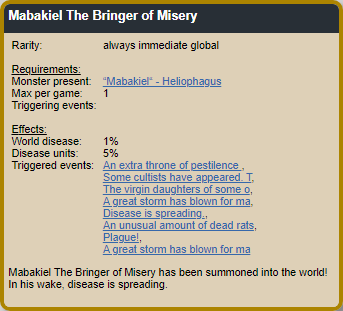 Mabakiel The Bringer of Misery
Rarity: always immediate global
Requirements:
Monster present: "Mabakiel" - Heliophagus
Max per game: 1
Triggering events:
Effects:
World disease: 1%
Disease units: 5%
Triggered events: An extra throne of pestilence ,
Some cultists have appeared. T,
The virgin daughters of some o,
A great storm has blown for ma,
Disease is spreading.,
An unusual amount of dead rats,
Plague!,
A great storm has blown for ma
Mabakiel The Bringer of Misery has been summoned into the world!
In his wake, disease is spreading.